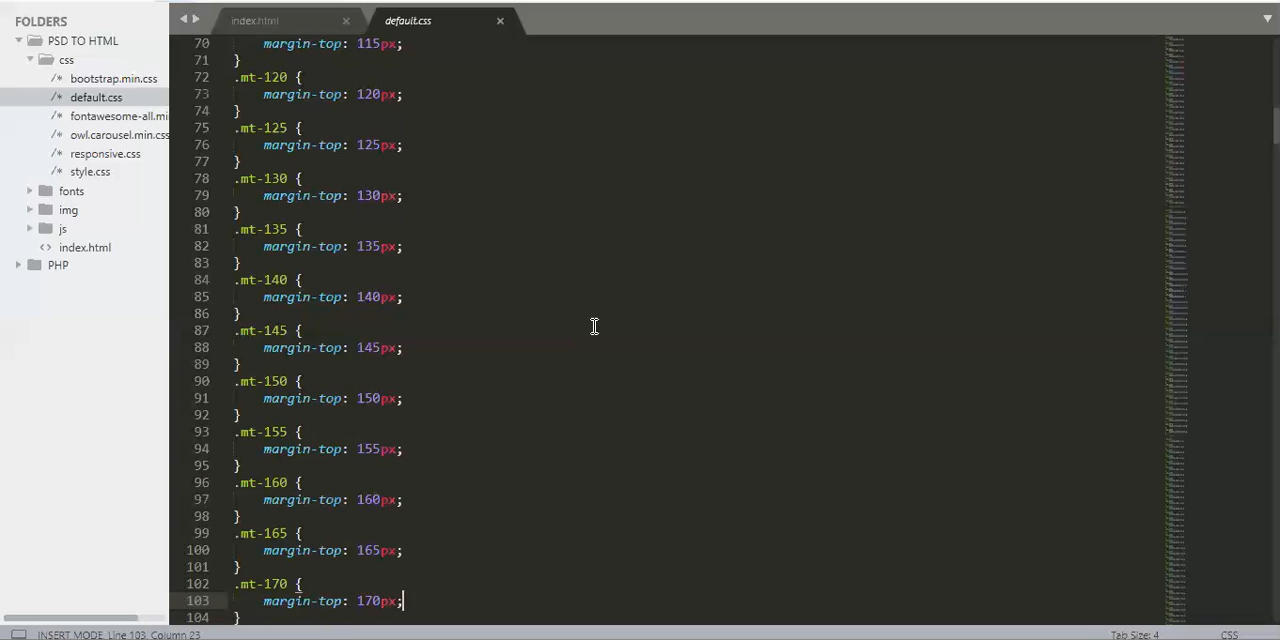 FOLDERS
PSD TO HTML
css
/* bootstrap.min.css
/* default.css
/* fontawesome-all.mi
/* owl.carousel.min.css
/* responsive.css
/* style.css
fonts
img
js
<> index.html
PHP
index.html ×
default.css ×
70 margin-top: 115px;
71 }
72 .mt-120 {
73 margin-top: 120px;
74 }
75 .mt-125 {
76 margin-top: 125px;
77 }
78 .mt-130 {
79 margin-top: 130px;
80 }
81 .mt-135 {
82 margin-top: 135px;
83 }
84 .mt-140 {
85 margin-top: 140px;
86 }
87 .mt-145 {
88 margin-top: 145px;
89 }
90 .mt-150 {
91 margin-top: 150px;
92 }
93 .mt-155 {
94 margin-top: 155px;
95 }
96 .mt-160 {
97 margin-top: 160px;
98 }
99 .mt-165 {
100 margin-top: 165px;
101 }
102 .mt-170 {
103 margin-top: 170px;
104 }
INSERT MODE, Line 103, Column 23
Tab Size: 4
CSS